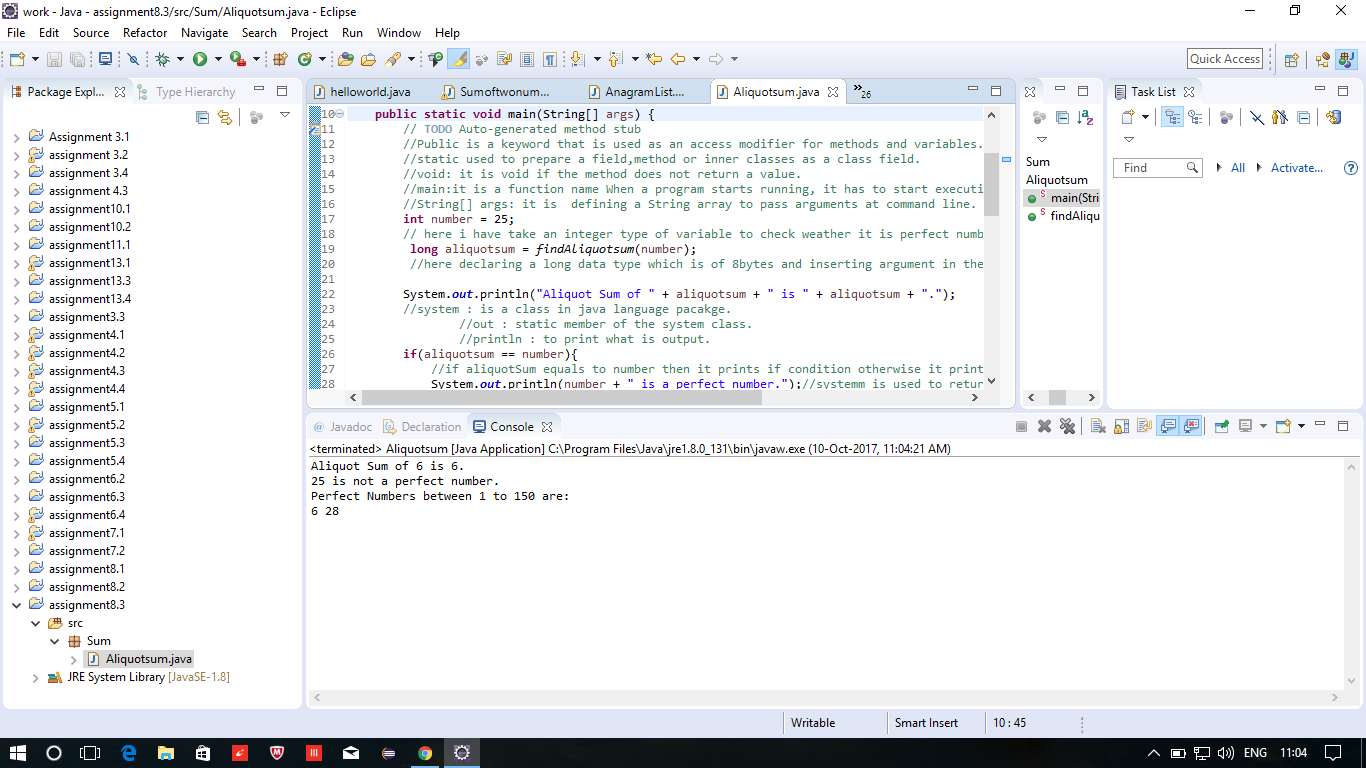 work - Java - assignment8.3/src/Sum/Aliquotsum.java - Eclipse
File Edit Source Refactor Navigate Search Project Run Window Help
Quick Access
Package Expl... Type Hierarchy
Assignment 3.1
assignment 3.2
assignment 3.4
assignment 4.3
assignment10.1
assignment10.2
assignment11.1
assignment13.1
assignment13.3
assignment13.4
assignment3.3
assignment4.1
assignment4.2
assignment4.3
assignment4.4
assignment5.1
assignment5.2
assignment5.3
assignment5.4
assignment6.2
assignment6.3
assignment6.4
assignment7.1
assignment7.2
assignment8.1
assignment8.2
assignment8.3
src
Sum
Aliquotsum.java
JRE System Library [JavaSE-1.8]
helloworld.java Sumoftwonum... AnagramList.... Aliquotsum.java »26
10 public static void main(String[] args) {
11 // TODO Auto-generated method stub
12 //Public is a keyword that is used as an access modifier for methods and variables.
13 //static used to prepare a field,method or inner classes as a class field.
14 //void: it is void if the method does not return a value.
15 //main:it is a function name When a program starts running, it has to start executi
16 //String[] args: it is  defining a String array to pass arguments at command line.
17 int number = 25;
18 // here i have take an integer type of variable to check weather it is perfect numb
19 long aliquotsum = findAliquotsum(number);
20 //here declaring a long data type which is of 8bytes and inserting argument in the
21
22 System.out.println("Aliquot Sum of " + aliquotsum + " is " + aliquotsum + ".");
23 //system : is a class in java language pacakge.
24 //out : static member of the system class.
25 //println : to print what is output.
26 if(aliquotsum == number){
27 //if aliquotSum equals to number then it prints if condition otherwise it print
28 System.out.println(number + " is a perfect number.");//systemm is used to retur
Sum
Aliquotsum
main(Stri
findAliqu
Task List
Find All Activate...
Javadoc Declaration Console
<terminated> Aliquotsum [Java Application] C:\Program Files\Java\jre1.8.0_131\bin\javaw.exe (10-Oct-2017, 11:04:21 AM)
Aliquot Sum of 6 is 6.
25 is not a perfect number.
Perfect Numbers between 1 to 150 are:
6 28
Writable Smart Insert 10 : 45
ENG 11:04